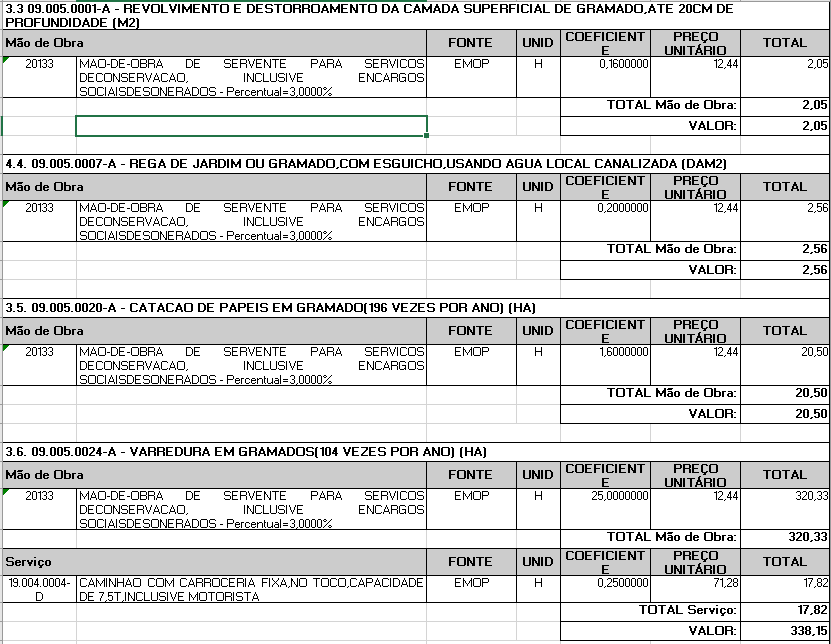 3.3 09.005.0001-A - REVOLVIMENTO E DESTORROAMENTO DA CAMADA SUPERFICIAL DE GRAMADO,ATE 20CM DE
PROFUNDIDADE (M2)
Mão de Obra FONTE UNID COEFICIENT
E PREÇO
UNITÁRIO TOTAL
20133 MAO-DE-OBRA DE SERVENTE PARA SERVICOS EMOP H 0,1600000 12,44 2,05
DECONSERVACAO, INCLUSIVE ENCARGOS
SOCIAISDESONERADOS - Percentual=3,0000%
TOTAL Mão de Obra: 2,05
VALOR: 2,05
4.4. 09.005.0007-A - REGA DE JARDIM OU GRAMADO,COM ESGUICHO,USANDO AGUA LOCAL CANALIZADA (DAM2)
Mão de Obra FONTE UNID COEFICIENT
E PREÇO
UNITÁRIO TOTAL
20133 MAO-DE-OBRA DE SERVENTE PARA SERVICOS EMOP H 0,2000000 12,44 2,56
DECONSERVACAO, INCLUSIVE ENCARGOS
SOCIAISDESONERADOS - Percentual=3,0000%
TOTAL Mão de Obra: 2,56
VALOR: 2,56
3.5. 09.005.0020-A - CATACAO DE PAPEIS EM GRAMADO(196 VEZES POR ANO) (HA)
Mão de Obra FONTE UNID COEFICIENT
E PREÇO
UNITÁRIO TOTAL
20133 MAO-DE-OBRA DE SERVENTE PARA SERVICOS EMOP H 1,6000000 12,44 20,50
DECONSERVACAO, INCLUSIVE ENCARGOS
SOCIAISDESONERADOS - Percentual=3,0000%
TOTAL Mão de Obra: 20,50
VALOR: 20,50
3.6. 09.005.0024-A - VARREDURA EM GRAMADOS(104 VEZES POR ANO) (HA)
Mão de Obra FONTE UNID COEFICIENT
E PREÇO
UNITÁRIO TOTAL
20133 MAO-DE-OBRA DE SERVENTE PARA SERVICOS EMOP H 25,0000000 12,44 320,33
DECONSERVACAO, INCLUSIVE ENCARGOS
SOCIAISDESONERADOS - Percentual=3,0000%
TOTAL Mão de Obra: 320,33
Serviço FONTE UNID COEFICIENT
E PREÇO
UNITÁRIO TOTAL
19.004.0004-
D CAMINHAO COM CARROCERIA FIXA,NO TOCO,CAPACIDADE EMOP H 0,2500000 71,28 17,82
DE 7,5T,INCLUSIVE MOTORISTA
TOTAL Serviço: 17,82
VALOR: 338,15